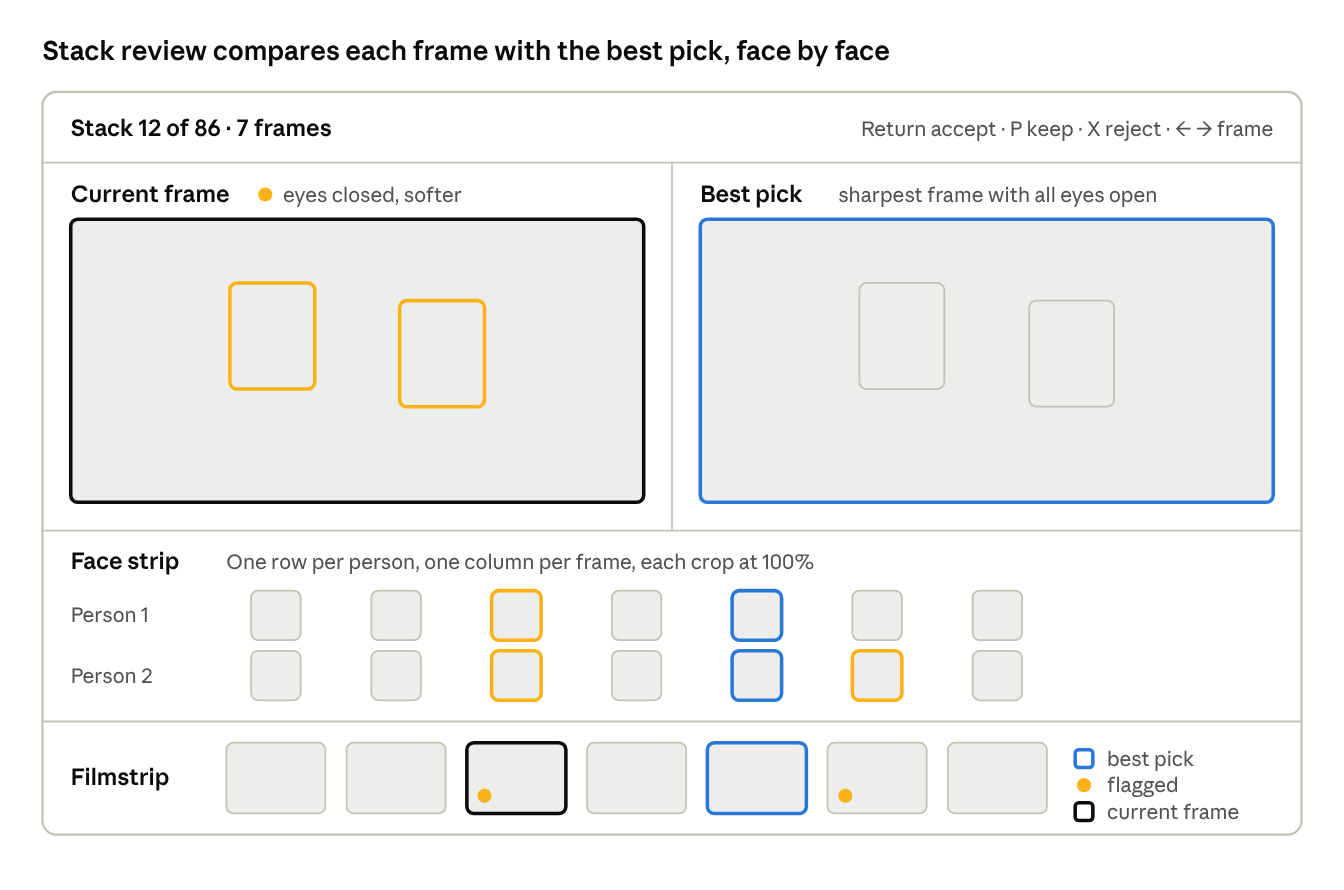 Stack review compares each frame with the best pick, face by face
Stack 12 of 86 · 7 frames
Return accept · P keep · X reject · ← → frame
Current frame
eyes closed, softer
Best pick
sharpest frame with all eyes open
Face strip
One row per person, one column per frame, each crop at 100%
Person 1
Person 2
Filmstrip
best pick
flagged
current frame